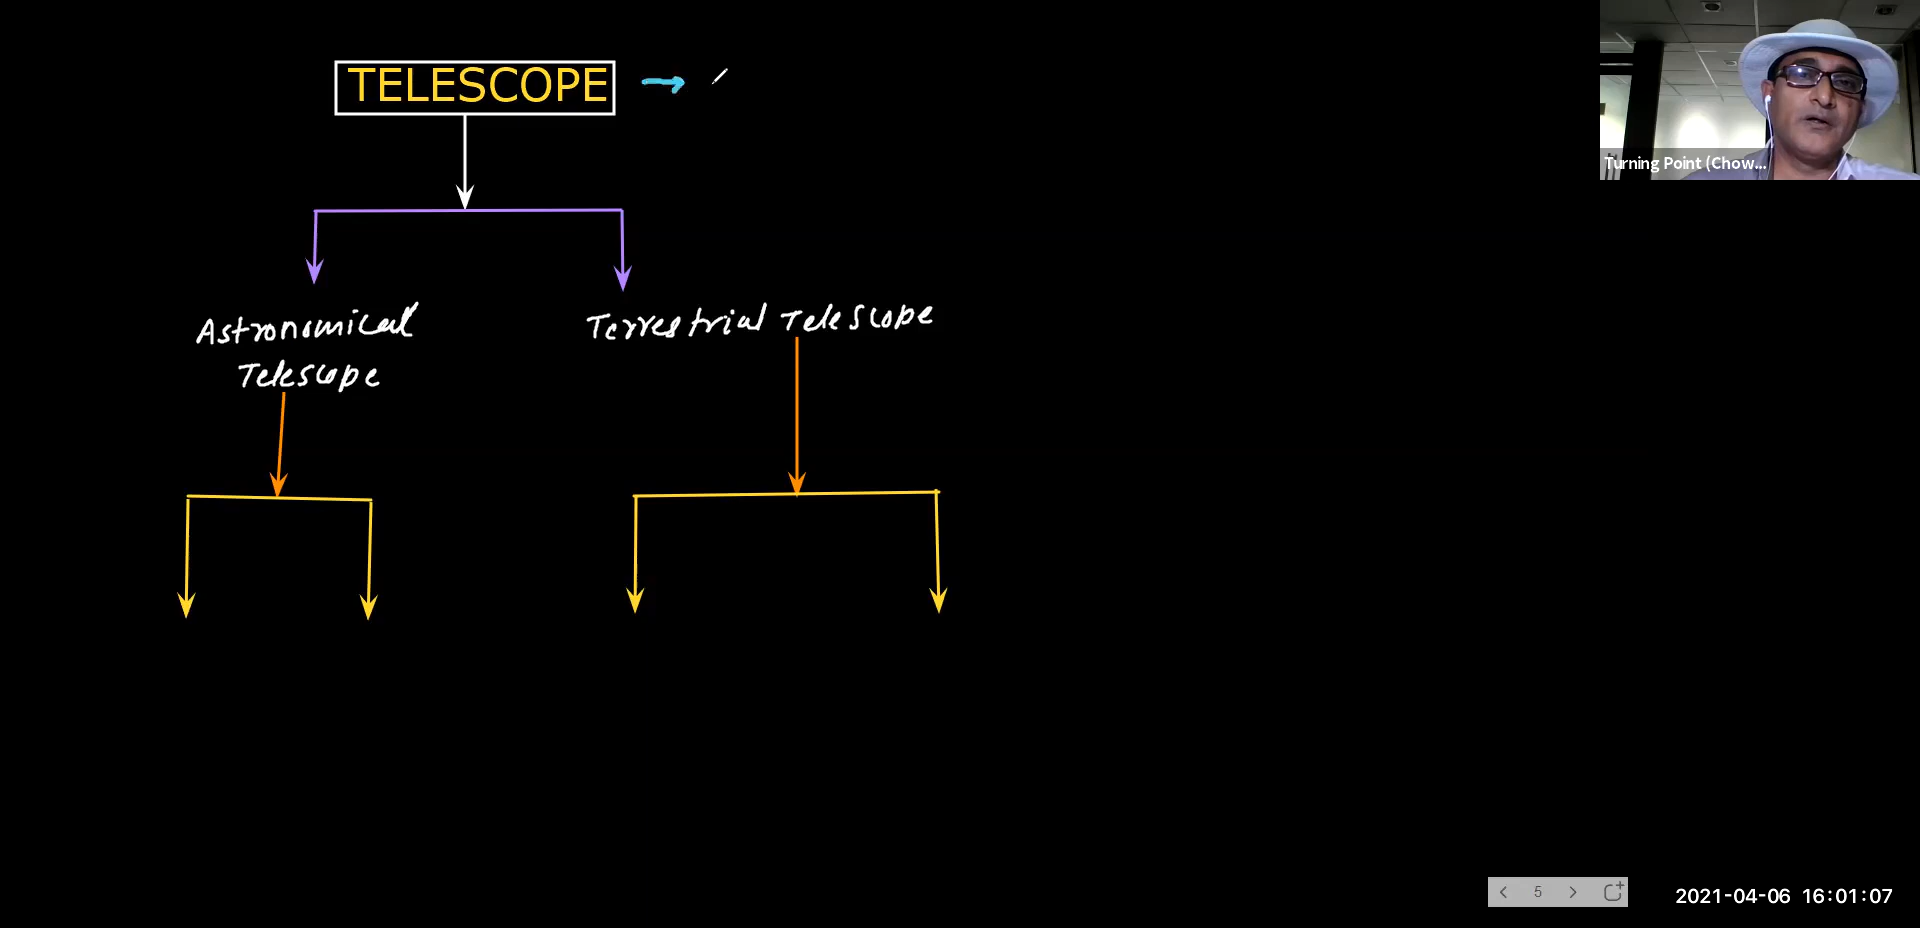 TELESCOPE
Turning Point (Chow...
Astronomical
Telescope
Terrestrial Telescope
5
2021-04-06 16:01:07